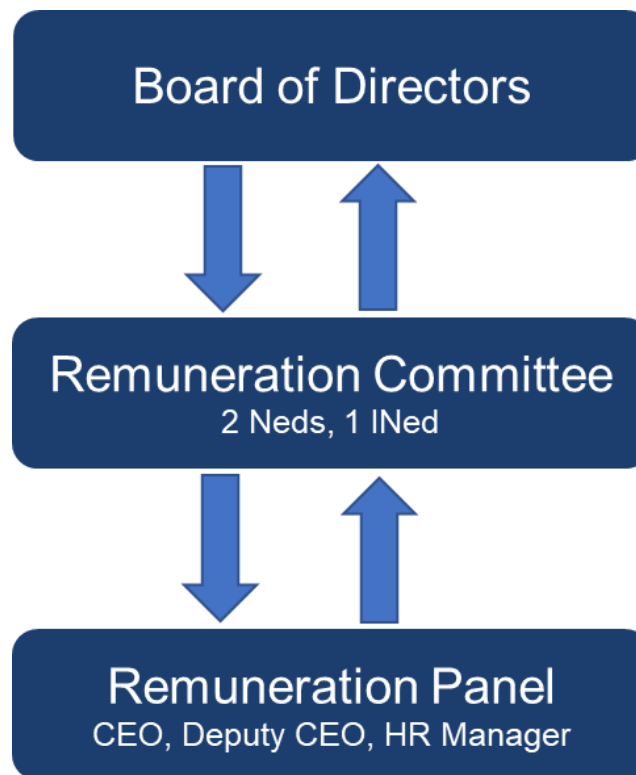 Board of Directors
Remuneration Committee
2 Neds, 1 INed
Remuneration Panel
CEO, Deputy CEO, HR Manager